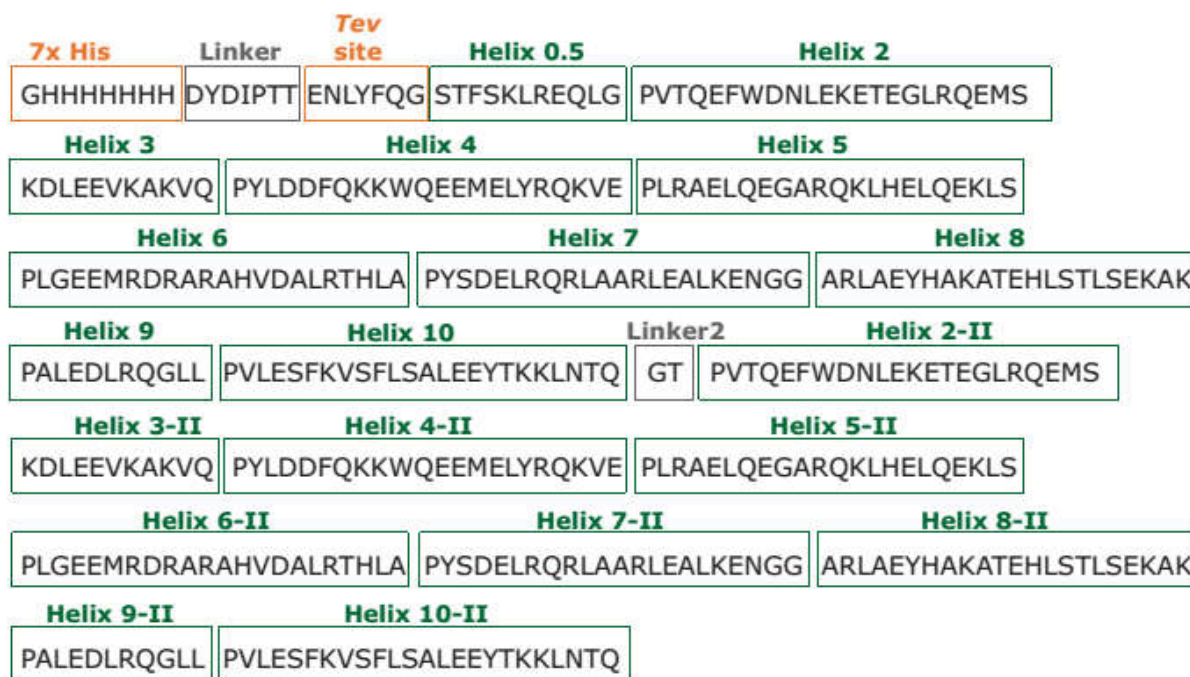 7x His Linker Tev site Helix 0.5 Helix 2
GHHHHHHH DYDIPTT ENLYFQG STFSKLREQLG PVTQEFWDNLEKETEGLRQEMS
Helix 3 Helix 4 Helix 5
KDLEEVKAKVQ PYLDDFQKKWQEEMELYRQKVE PLRAELQEGARQKLHELQEKLS
Helix 6 Helix 7 Helix 8
PLGEEMRDRARAHVDALRTHLA PYSDELRQRLAARLEALKENGG ARLAEYHAKATEHLSTLSEKAK
Helix 9 Helix 10 Linker2 Helix 2-II
PALEDLRQGLL PVLESFKVSFLSALEEYTKKLNTQ GT PVTQEFWDNLEKETEGLRQEMS
Helix 3-II Helix 4-II Helix 5-II
KDLEEVKAKVQ PYLDDFQKKWQEEMELYRQKVE PLRAELQEGARQKLHELQEKLS
Helix 6-II Helix 7-II Helix 8-II
PLGEEMRDRARAHVDALRTHLA PYSDELRQRLAARLEALKENGG ARLAEYHAKATEHLSTLSEKAK
Helix 9-II Helix 10-II
PALEDLRQGLL PVLESFKVSFLSALEEYTKKLNTQ